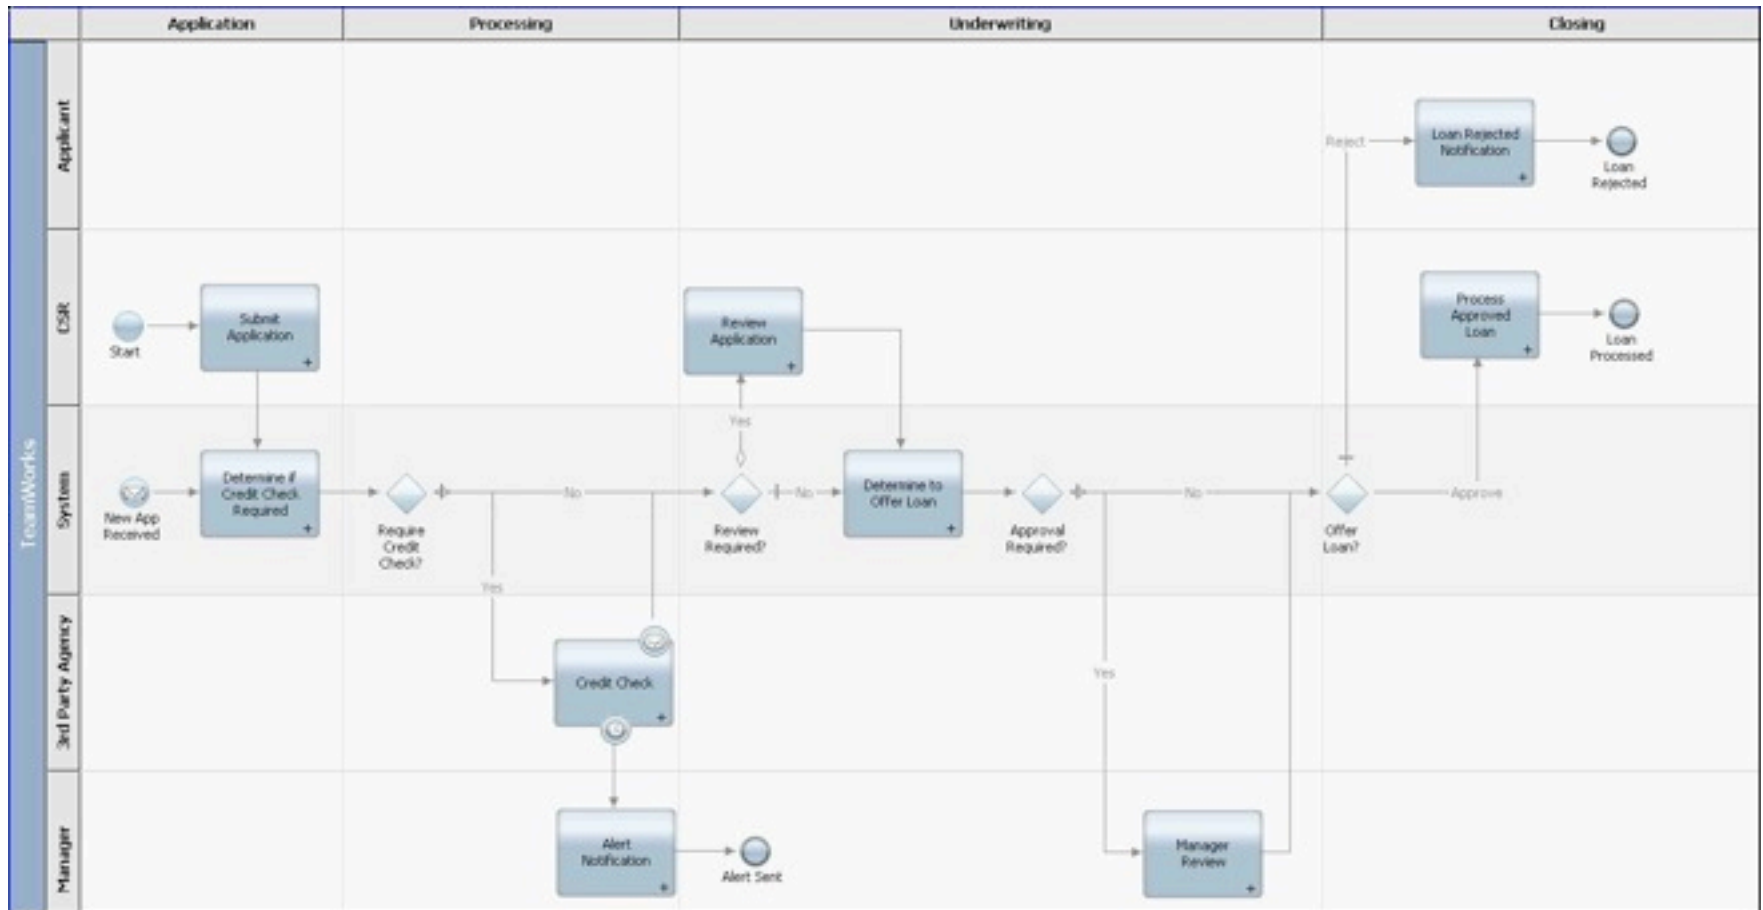 Application
Processing
Underwriting
Closing
TeamWorks
Applicant
Reject
Loan Rejected
Notification
Loan
Rejected
CSR
Start
Submit
Application
Review
Application
Process
Approved
Loan
Loan
Processed
System
New App
Received
Determine if
Credit Check
Required
Require
Credit
Check?
No
Yes
Yes
Review
Required?
No
Determine to
Offer Loan
Approval
Required?
No
Offer
Loan?
Approve
3rd Party Agency
Credit Check
Yes
Manager
Alert
Notification
Alert Sent
Manager
Review